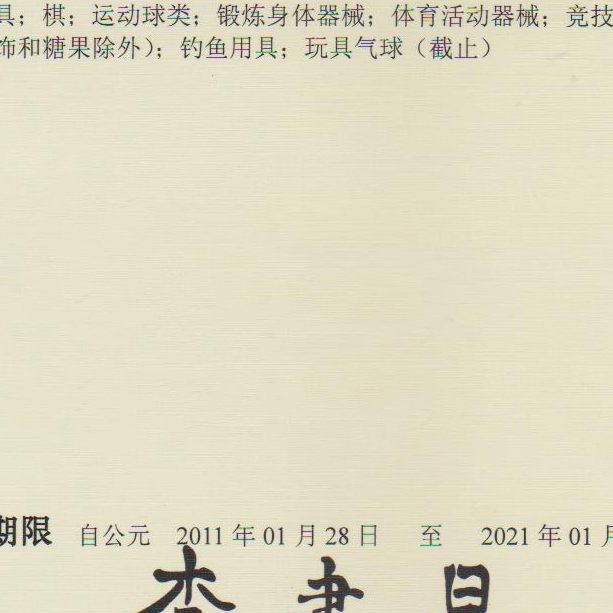 具；棋；运动球类；锻炼身体器械；体育活动器械；竞技
饰和糖果除外）；钓鱼用具；玩具气球（截止）
期限 自公元 2011 年 01 月 28 日 至 2021 年 01 月